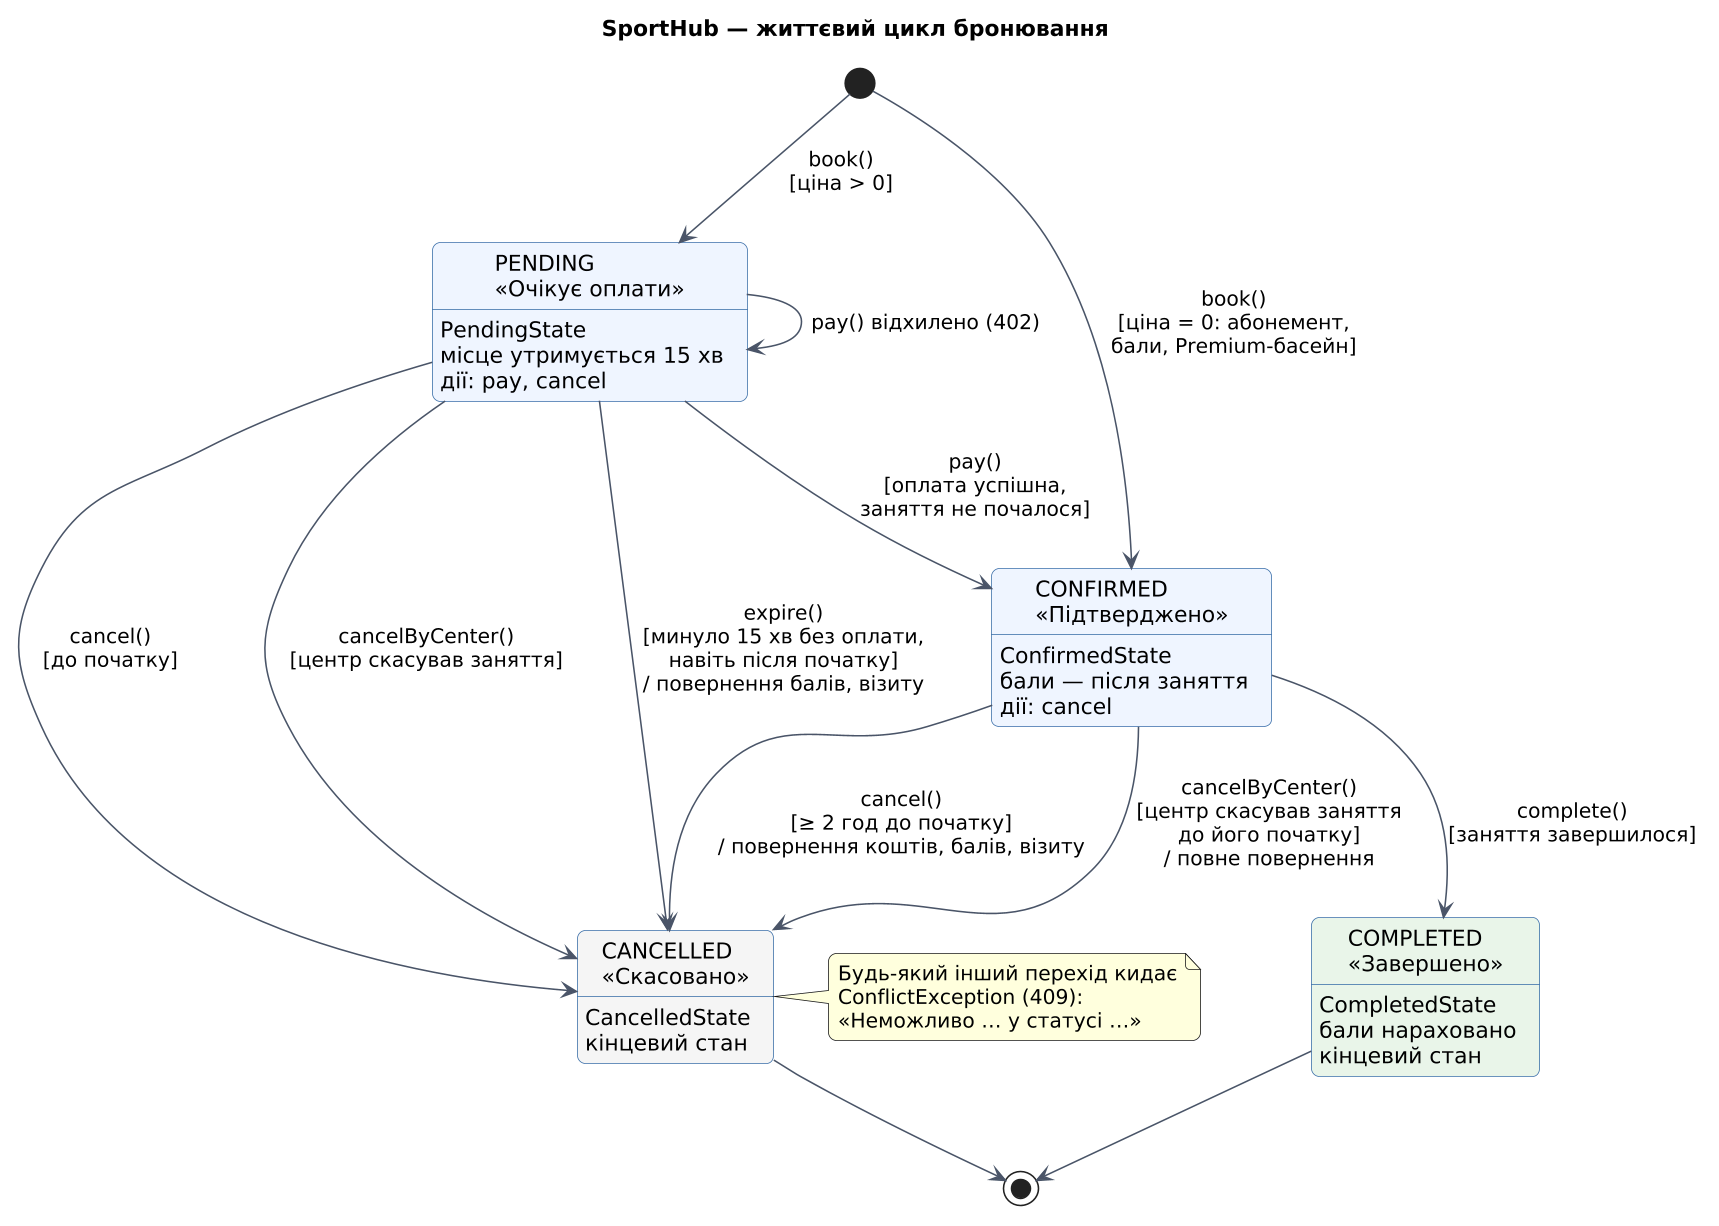 SportHub — життєвий цикл бронювання
book()
[ціна > 0]
PENDING
«Очікує оплати»
PendingState
місце утримується 15 хв
дії: pay, cancel
pay() відхилено (402)
book()
[ціна = 0: абонемент,
бали, Premium-басейн]
pay()
[оплата успішна,
заняття не почалося]
CONFIRMED
«Підтверджено»
ConfirmedState
бали — після заняття
дії: cancel
cancel()
[до початку]
cancelByCenter()
[центр скасував заняття]
expire()
[минуло 15 хв без оплати,
навіть після початку]
/ повернення балів, візиту
cancel()
[≥ 2 год до початку]
/ повернення коштів, балів, візиту
cancelByCenter()
[центр скасував заняття
до його початку]
/ повне повернення
complete()
[заняття завершилося]
CANCELLED
«Скасовано»
CancelledState
кінцевий стан
Будь-який інший перехід кидає
ConflictException (409):
«Неможливо … у статусі …»
COMPLETED
«Завершено»
CompletedState
бали нараховано
кінцевий стан